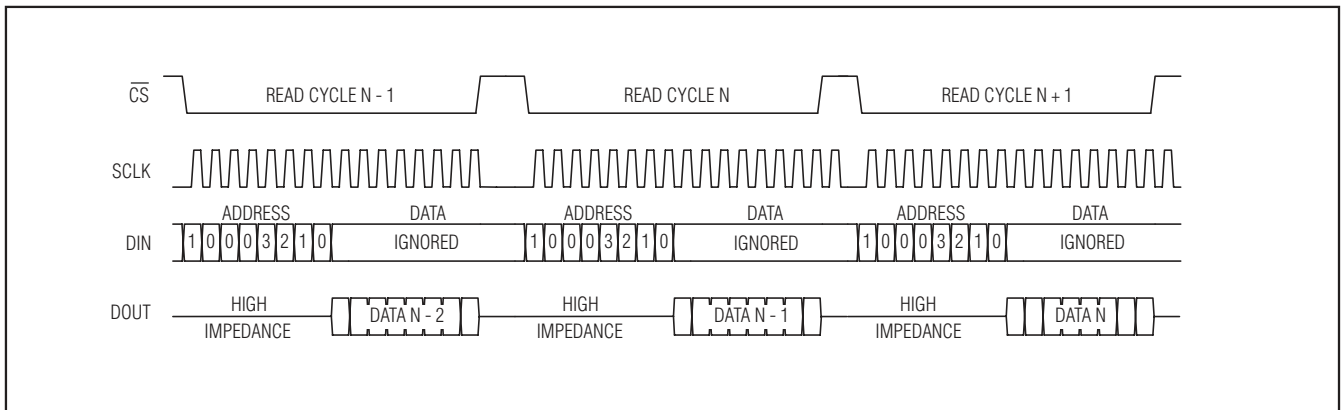 CS READ CYCLE N - 1 READ CYCLE N READ CYCLE N + 1
SCLK
ADDRESS DATA ADDRESS DATA ADDRESS DATA
DIN 1 0 0 0 3 2 1 0 IGNORED 1 0 0 0 3 2 1 0 IGNORED 1 0 0 0 3 2 1 0 IGNORED
DOUT HIGH IMPEDANCE DATA N - 2 HIGH IMPEDANCE DATA N - 1 HIGH IMPEDANCE DATA N